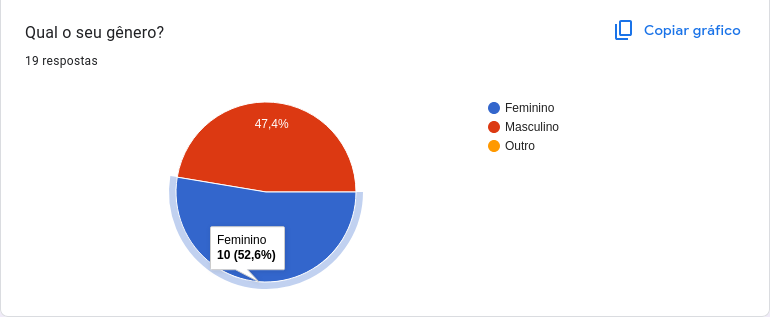 Qual o seu gênero?
Copiar gráfico
19 respostas
47,4%
Feminino
10 (52,6%)
Feminino
Masculino
Outro